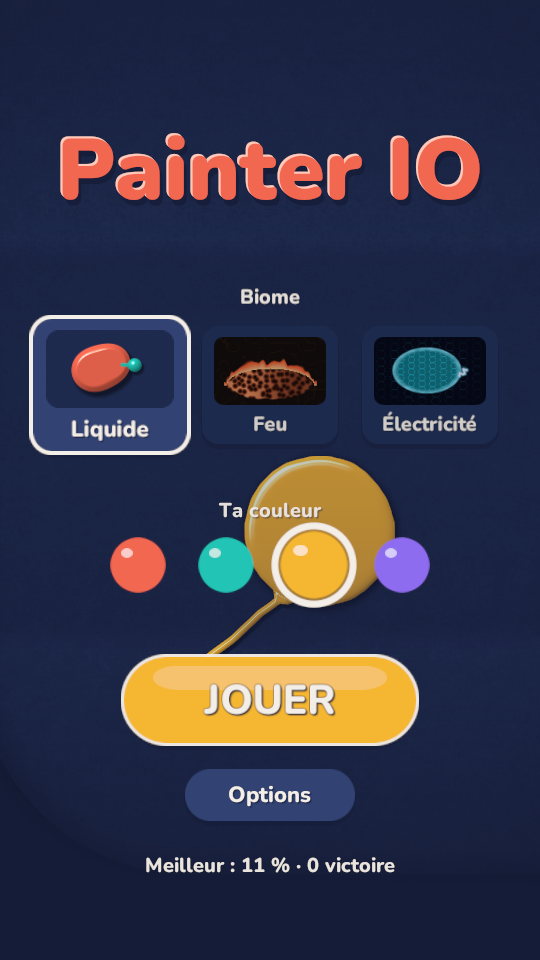 Painter IO
Biome
Liquide
Feu
Électricité
Ta couleur
JOUER
Options
Meilleur : 11 % · 0 victoire